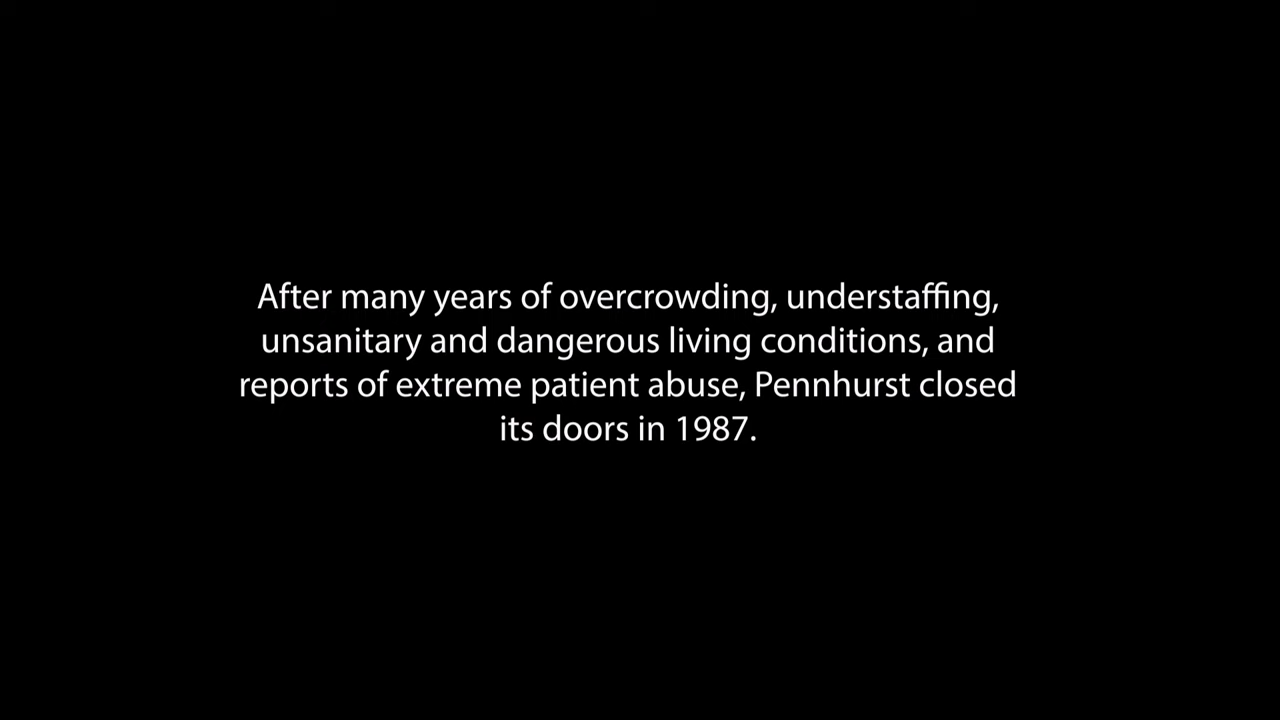 After many years of overcrowding, understaffing,
unsanitary and dangerous living conditions, and
reports of extreme patient abuse, Pennhurst closed
its doors in 1987.